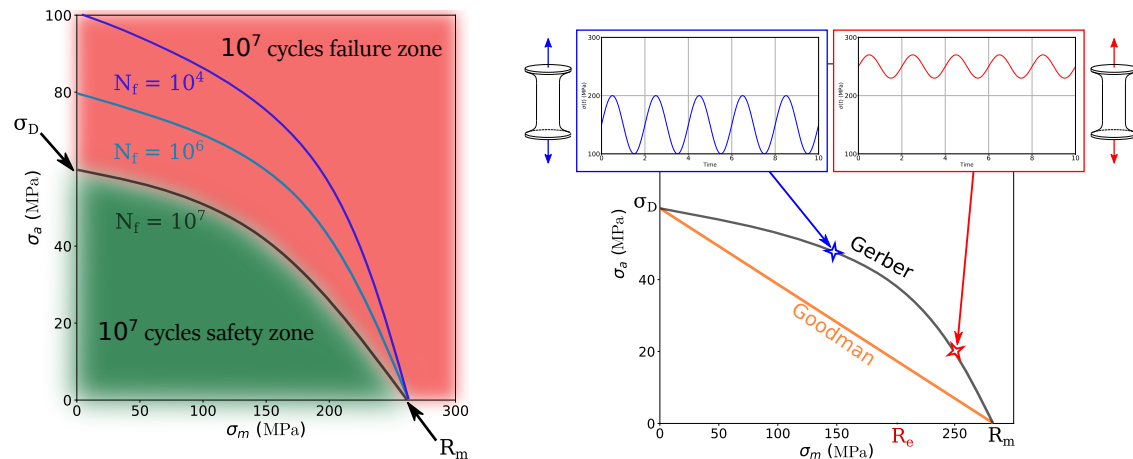 100
80
60
40
20
0
σ_a (MPa)
σ_D
10⁷ cycles failure zone
N_f = 10⁴
N_f = 10⁶
N_f = 10⁷
10⁷ cycles safety zone
0
50
100
150
200
250
300
σ_m (MPa)
R_m
300
200
100
σ(t) (MPa)
0
2
4
6
8
10
Time
300
200
100
σ(t) (MPa)
0
2
4
6
8
10
Time
σ_D
σ_a (MPa)
40
20
0
Gerber
Goodman
0
50
100
150
R_e
250
R_m
σ_m (MPa)